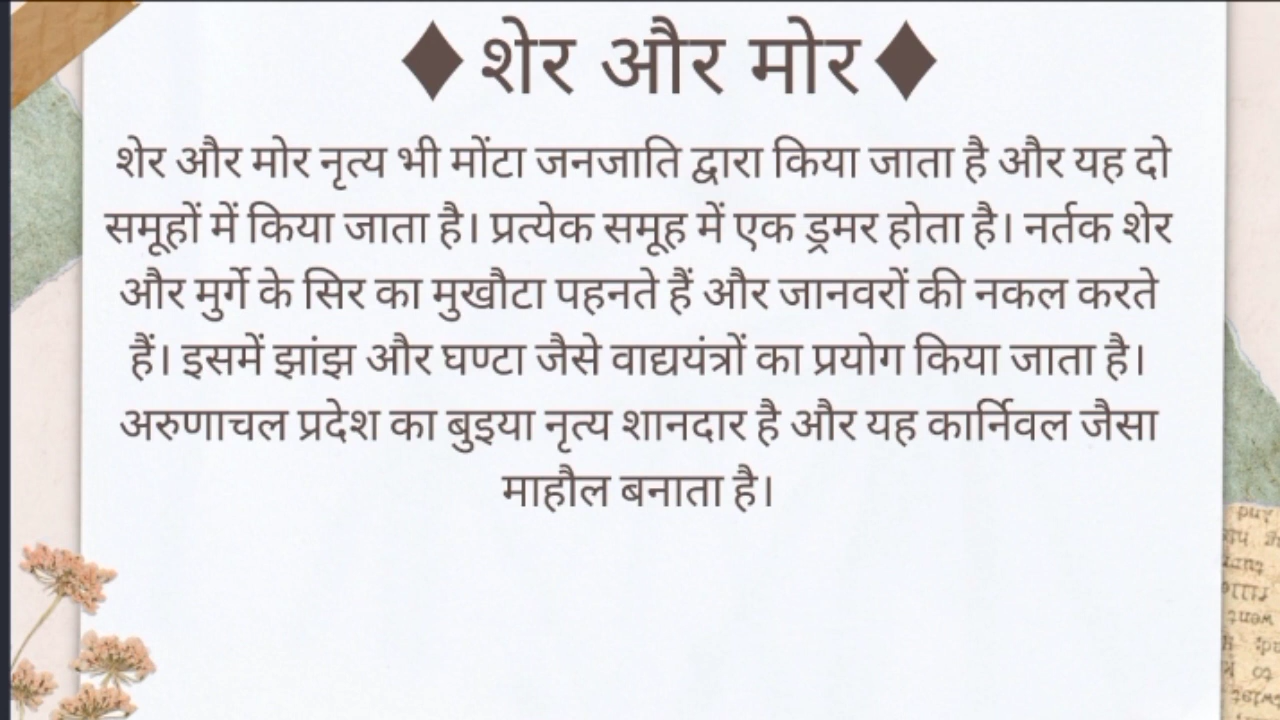 ♦शेर और मोर♦
शेर और मोर नृत्य भी मोंटा जनजाति द्वारा किया जाता है और यह दो
समूहों में किया जाता है। प्रत्येक समूह में एक ड्रमर होता है। नर्तक शेर
और मुर्गे के सिर का मुखौटा पहनते हैं और जानवरों की नकल करते
हैं। इसमें झांझ और घण्टा जैसे वाद्ययंत्रों का प्रयोग किया जाता है।
अरुणाचल प्रदेश का बुइया नृत्य शानदार है और यह कार्निवल जैसा
माहौल बनाता है।